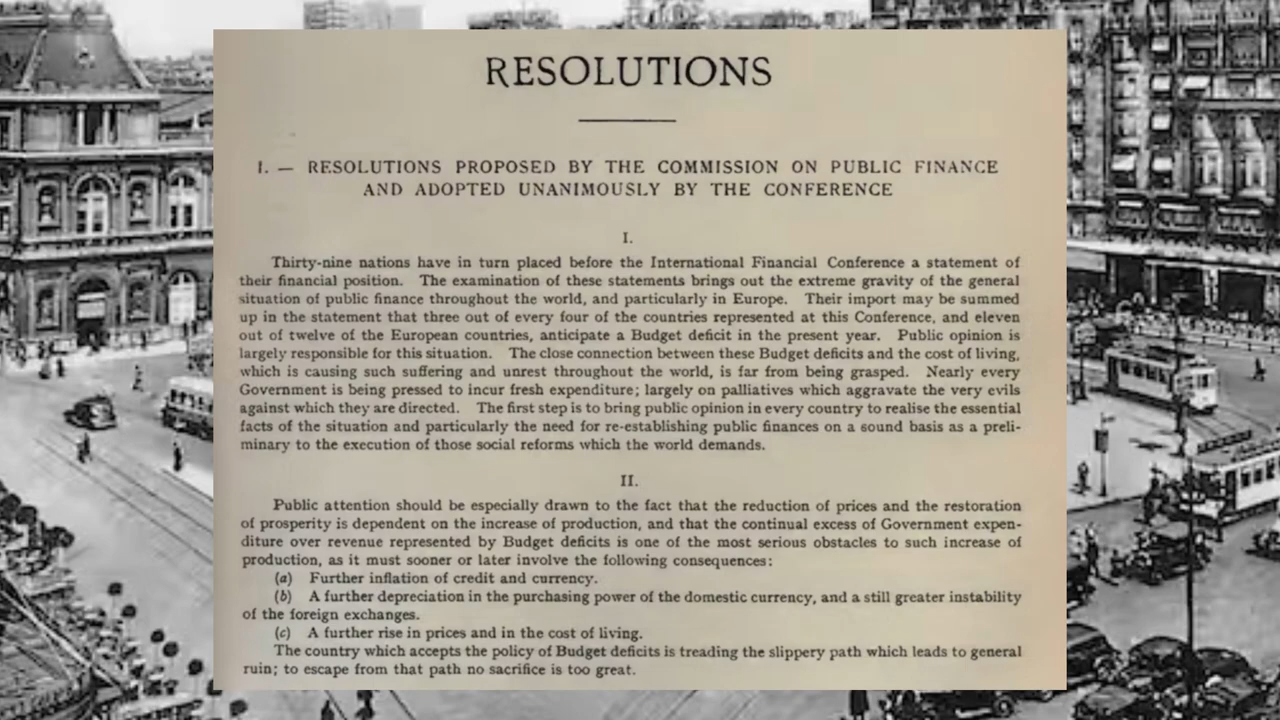 RESOLUTIONS
I. — RESOLUTIONS PROPOSED BY THE COMMISSION ON PUBLIC FINANCE
AND ADOPTED UNANIMOUSLY BY THE CONFERENCE
I.
Thirty-nine nations have in turn placed before the International Financial Conference a statement of
their financial position. The examination of these statements brings out the extreme gravity of the general
situation of public finance throughout the world, and particularly in Europe. Their import may be summed
up in the statement that three out of every four of the countries represented at this Conference, and eleven
out of twelve of the European countries, anticipate a Budget deficit in the present year. Public opinion is
largely responsible for this situation. The close connection between these Budget deficits and the cost of living,
which is causing such suffering and unrest throughout the world, is far from being grasped. Nearly every
Government is being pressed to incur fresh expenditure; largely on palliatives which aggravate the very evils
against which they are directed. The first step is to bring public opinion in every country to realise the essential
facts of the situation and particularly the need for re-establishing public finances on a sound basis as a preli-
minary to the execution of those social reforms which the world demands.
II.
Public attention should be especially drawn to the fact that the reduction of prices and the restoration
of prosperity is dependent on the increase of production, and that the continual excess of Government expen-
diture over revenue represented by Budget deficits is one of the most serious obstacles to such increase of
production, as it must sooner or later involve the following consequences:
(a) Further inflation of credit and currency.
(b) A further depreciation in the purchasing power of the domestic currency, and a still greater instability
of the foreign exchanges.
(c) A further rise in prices and in the cost of living.
The country which accepts the policy of Budget deficits is treading the slippery path which leads to general
ruin; to escape from that path no sacrifice is too great.